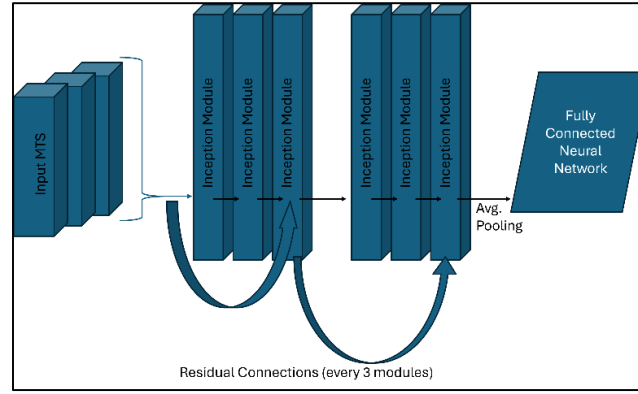 Input MTS
Inception Module
Inception Module
Inception Module
Inception Module
Inception Module
Inception Module
Avg.
Pooling
Fully
Connected
Neural
Network
Residual Connections (every 3 modules)